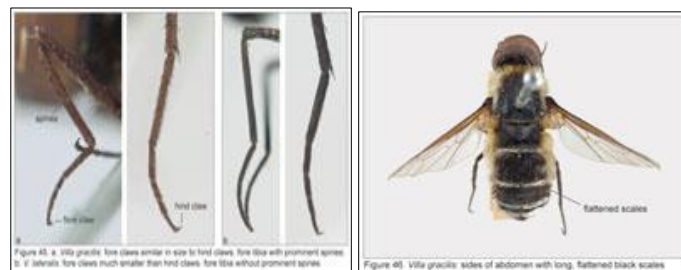 spines
fore claw
hind claw
a
b
Figure 45. a. Villa gracilis: fore claws similar in size to hind claws, fore tibia with prominent spines
b. V. lateralis: fore claws much smaller than hind claws, fore tibia without prominent spines
flattened scales
Figure 46. Villa gracilis: sides of abdomen with long, flattened black scales